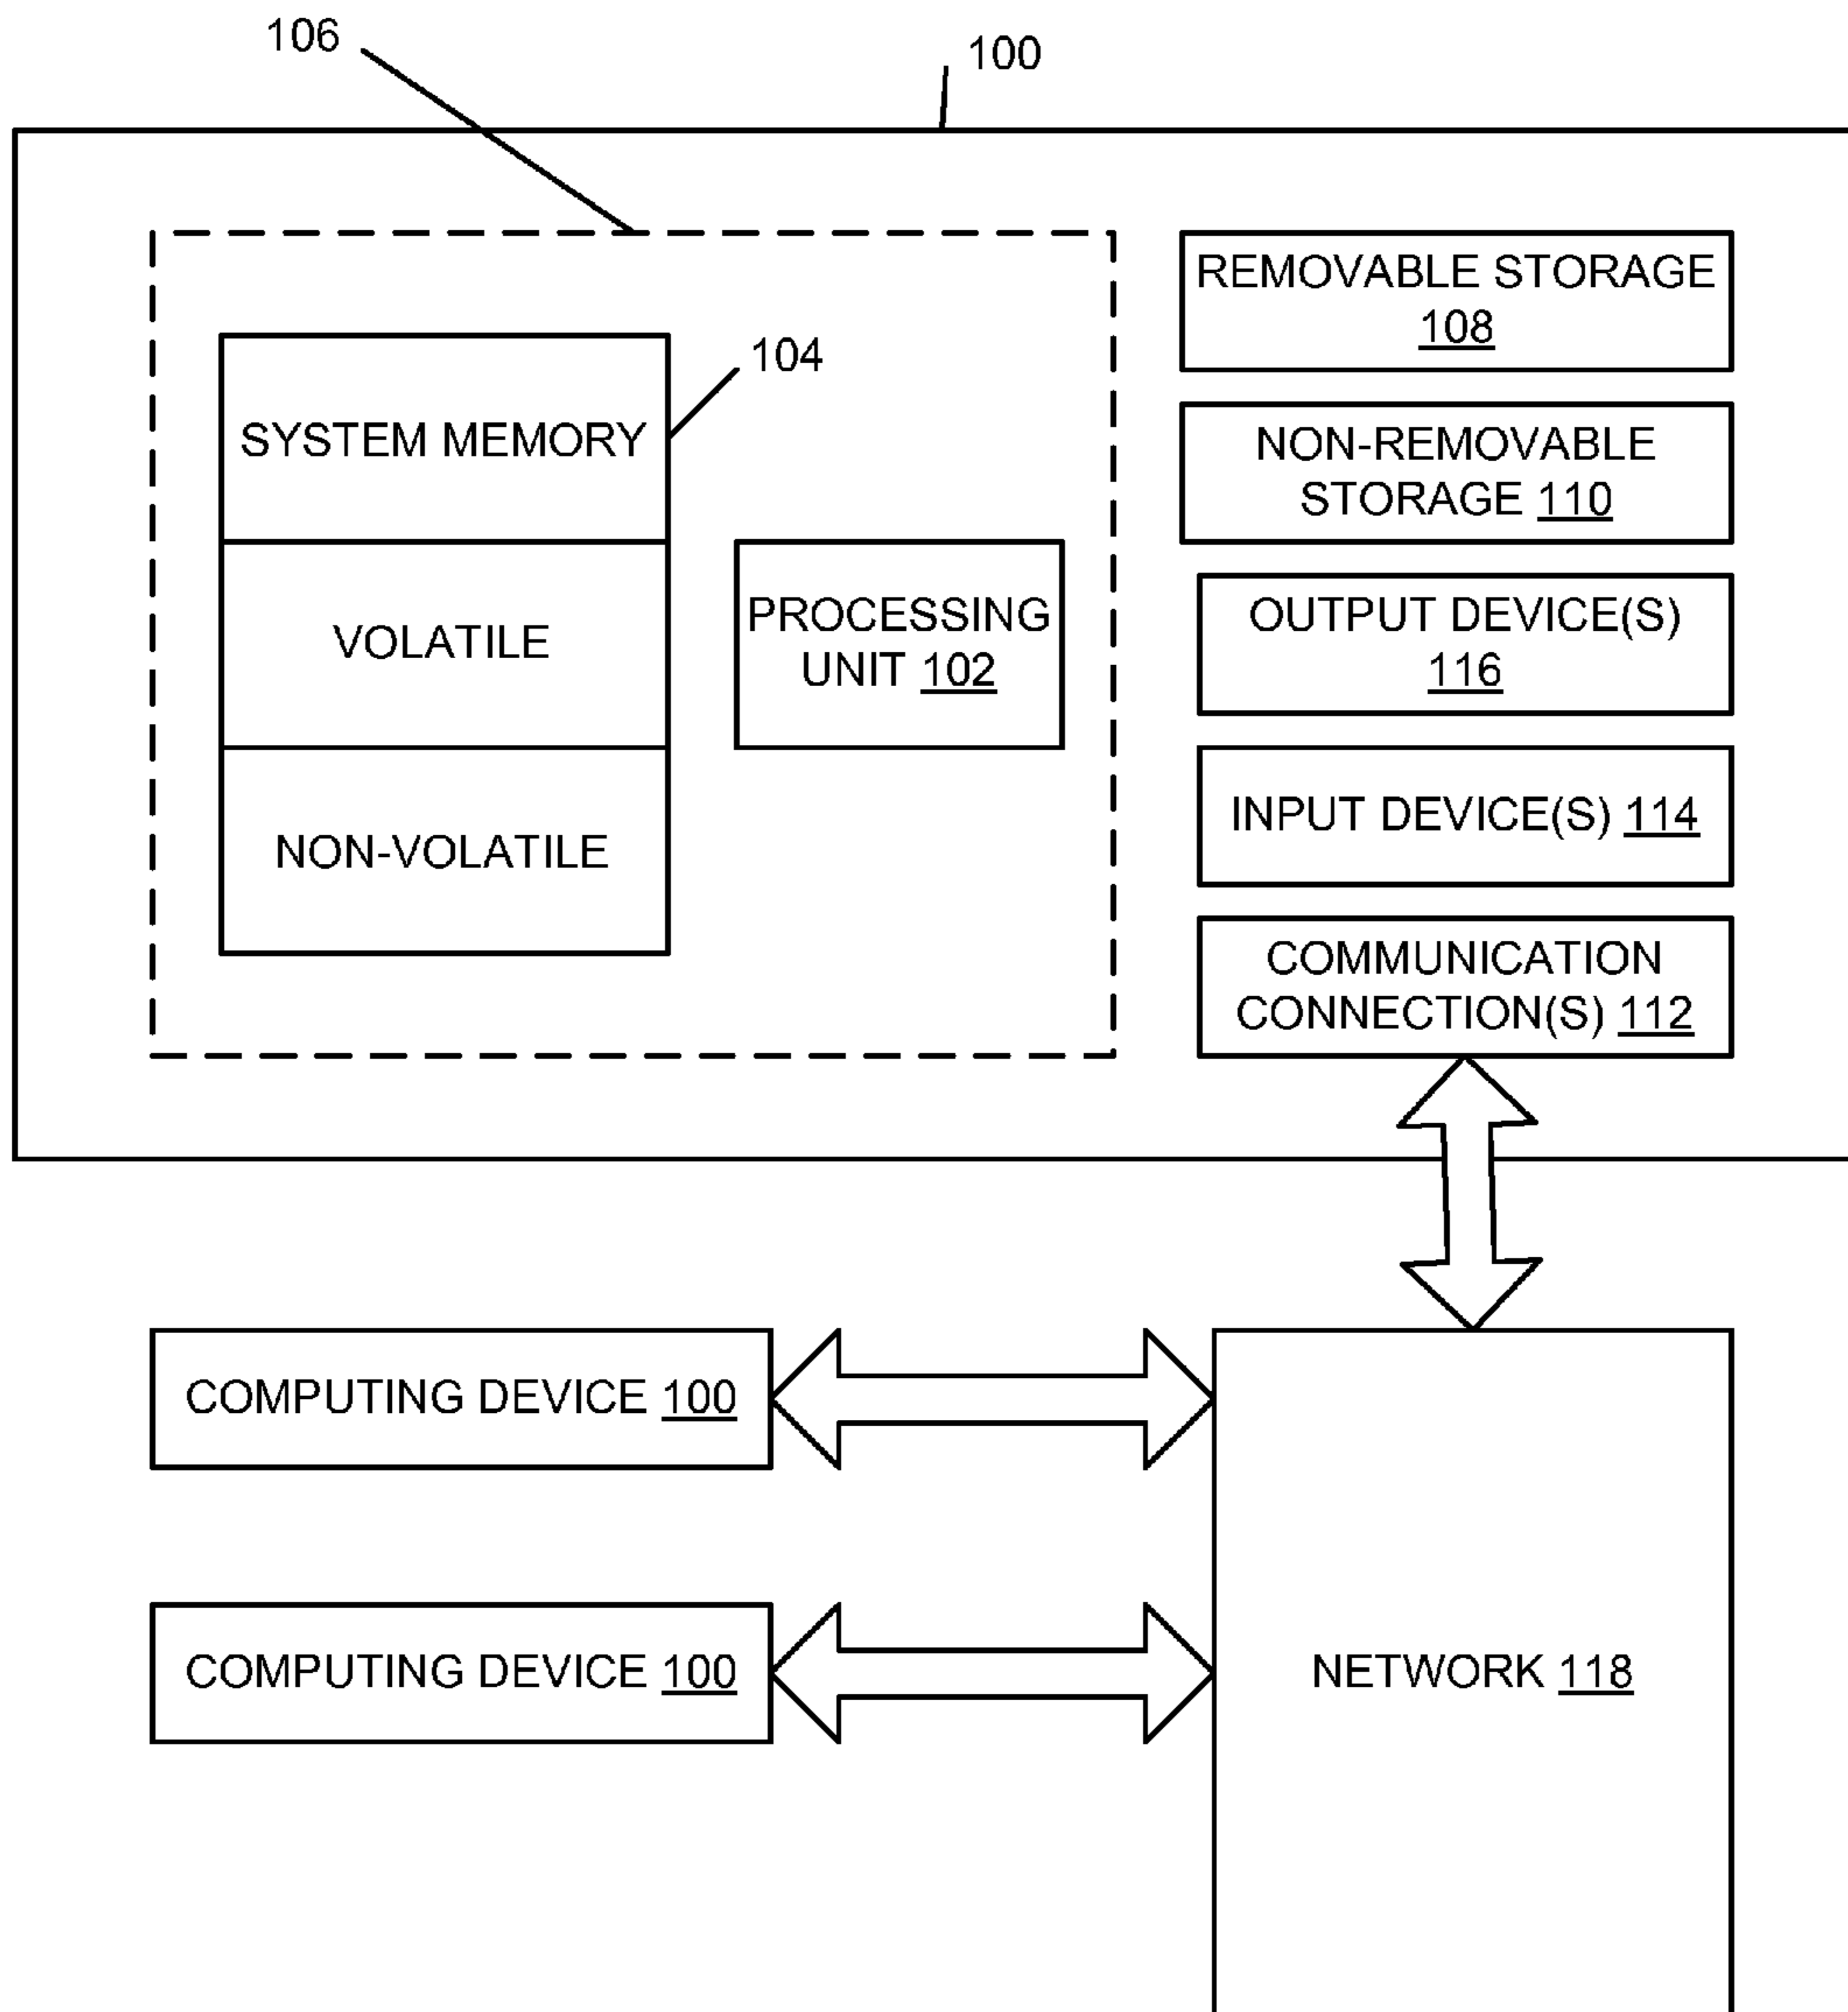 106
100
REMOVABLE STORAGE
108
104
SYSTEM MEMORY
NON-REMOVABLE
STORAGE 110
VOLATILE
PROCESSING
UNIT 102
OUTPUT DEVICE(S)
116
NON-VOLATILE
INPUT DEVICE(S) 114
COMMUNICATION
CONNECTION(S) 112
COMPUTING DEVICE 100
COMPUTING DEVICE 100
NETWORK 118